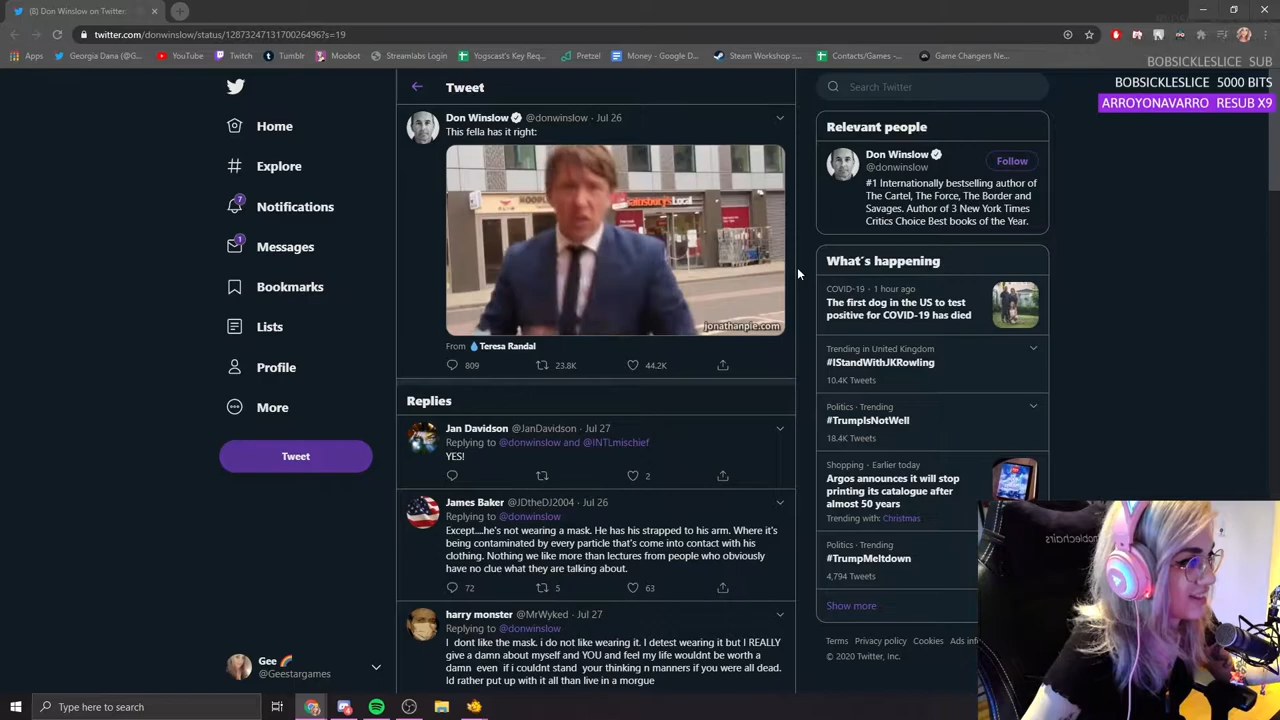 (8) Don Winslow on Twitter
twitter.com/donwinslow/status/1287324713170026496?s=19
Apps
Georgia Dana (@G...
YouTube
Twitch
Tumblr
Moobot
Streamlabs Login
Yogscast's Key Req...
Pretzel
Money - Google D...
Steam Workshop :...
Contacts/Games -...
Game Changers Ne...
BOBSICKLESLICE SUB
BOBSICKLESLICE 5000 BITS
ARROYONAVARRO RESUB X9
Home
Explore
7
Notifications
1
Messages
Bookmarks
Lists
Profile
More
Tweet
Gee
@Geestargames
Tweet
Don Winslow @donwinslow · Jul 26
This fella has it right:
Sainsbury's Local
jonathanpie.com
From Teresa Randal
809 23.8K 44.2K
Replies
Jan Davidson @JanDavidson · Jul 27
Replying to @donwinslow and @INTLmischief
YES!
2
James Baker @JDtheDJ2004 · Jul 26
Replying to @donwinslow
Except....he's not wearing a mask. He has his strapped to his arm. Where it's
being contaminated by every particle that's come into contact with his
clothing. Nothing we like more than lectures from people who obviously
have no clue what they are talking about.
72 5 63
harry monster @MrWyked · Jul 27
Replying to @donwinslow
I dont like the mask. i do not like wearing it. I detest wearing it but I REALLY
give a damn about myself and YOU and feel my life wouldnt be worth a
damn even if i couldnt stand your thinking n manners if you were all dead.
Id rather put up with it all than live in a morgue
Search Twitter
Relevant people
Don Winslow
@donwinslow
Follow
#1 Internationally bestselling author of
The Cartel, The Force, The Border and
Savages. Author of 3 New York Times
Critics Choice Best books of the Year.
What's happening
COVID-19 · 1 hour ago
The first dog in the US to test
positive for COVID-19 has died
Trending in United Kingdom
#IStandWithJKRowling
10.4K Tweets
Politics · Trending
#TrumpIsNotWell
18.4K Tweets
Shopping · Earlier today
Argos announces it will stop
printing its catalogue after
almost 50 years
Trending with: Christmas
Politics · Trending
#TrumpMeltdown
4,794 Tweets
Show more
Terms Privacy policy Cookies Ads in
© 2020 Twitter, Inc.
noblechairs
Type here to search